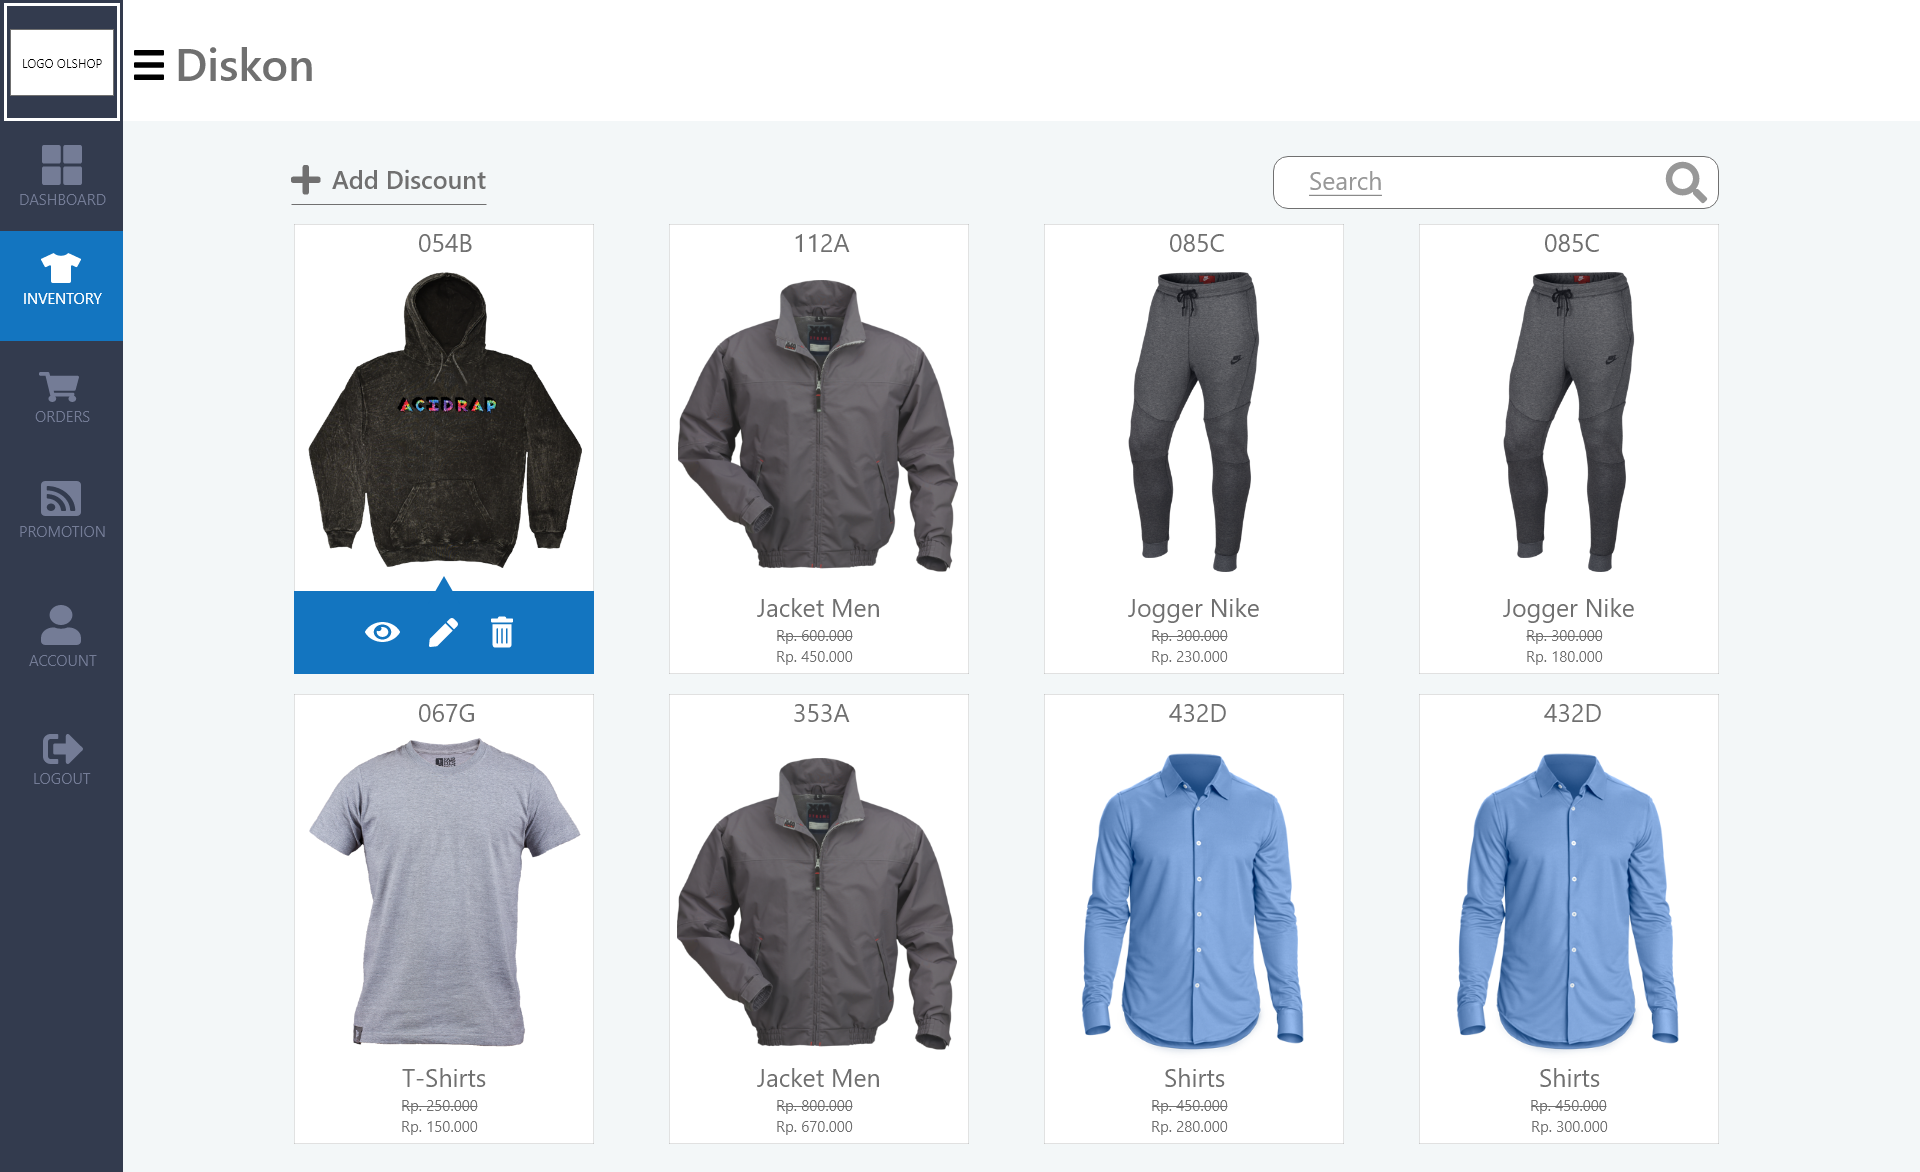 LOGO OLSHOP
Diskon
DASHBOARD
INVENTORY
ORDERS
PROMOTION
ACCOUNT
LOGOUT
Add Discount
Search
054B
ACIDRAP
112A
Jacket Men
Rp. 600.000
Rp. 450.000
085C
Jogger Nike
Rp. 300.000
Rp. 230.000
085C
Jogger Nike
Rp. 300.000
Rp. 180.000
067G
T-Shirts
Rp. 250.000
Rp. 150.000
353A
Jacket Men
Rp. 800.000
Rp. 670.000
432D
Shirts
Rp. 450.000
Rp. 280.000
432D
Shirts
Rp. 450.000
Rp. 300.000